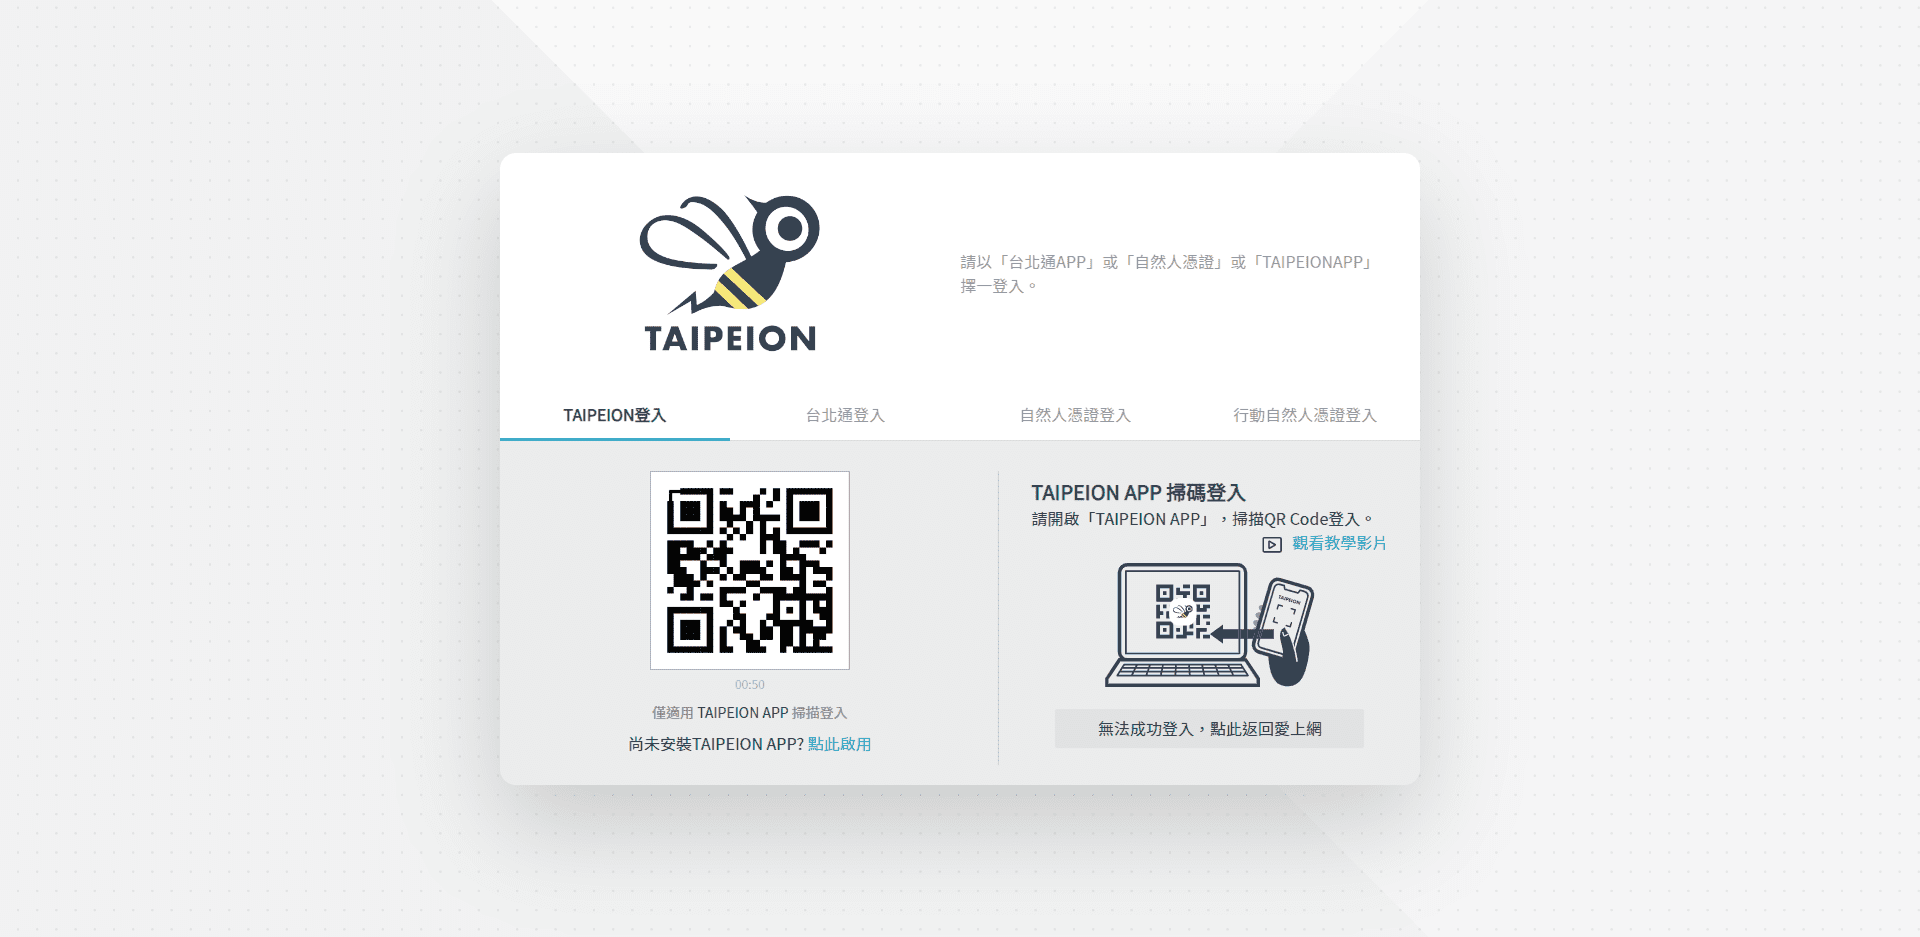 TAIPEION
請以「台北通APP」或「自然人憑證」或「TAIPEIONAPP」
擇一登入。
TAIPEION登入
台北通登入
自然人憑證登入
行動自然人憑證登入
00:50
僅適用 TAIPEION APP 掃描登入
尚未安裝TAIPEION APP? 點此啟用
TAIPEION APP 掃碼登入
請開啟「TAIPEION APP」，掃描QR Code登入。
觀看教學影片
TAIPEION
無法成功登入，點此返回愛上網